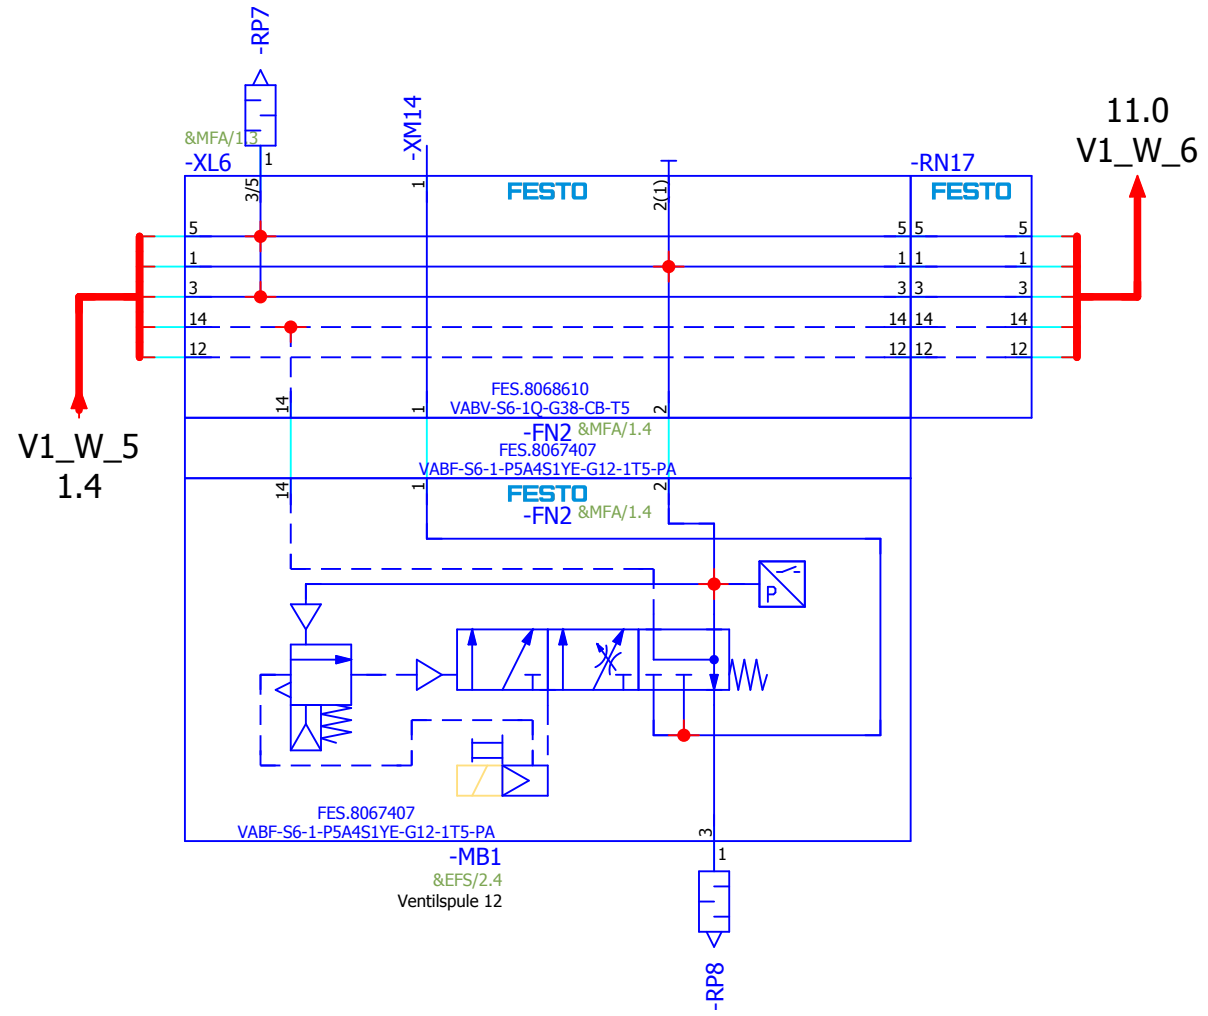 -RP7
&MFA/1.3
-XL6
1
3/5
-XM14
1
FESTO
2(1)
-RN17
FESTO
11.0
V1_W_6
5
5 5
5
1
1 1
1
3
3 3
3
14
14 14
14
12
12 12
12
V1_W_5
1.4
FES.8068610
VABV-S6-1Q-G38-CB-T5
14
1
2
-FN2 &MFA/1.4
FES.8067407
VABF-S6-1-P5A4S1YE-G12-1T5-PA
14
1
2
FESTO
-FN2 &MFA/1.4
P
FES.8067407
VABF-S6-1-P5A4S1YE-G12-1T5-PA
3
-MB1
1
&EFS/2.4
Ventilspule 12
-RP8